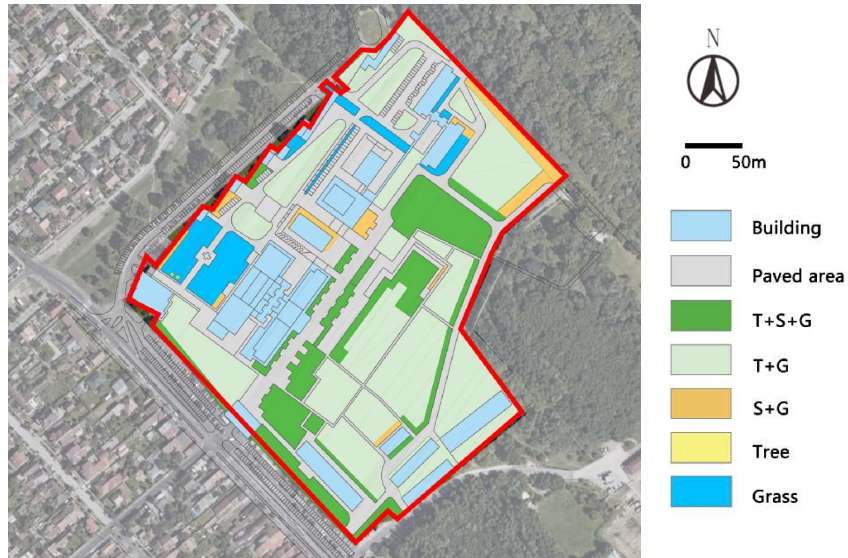 N
0 50m
Building
Paved area
T+S+G
T+G
S+G
Tree
Grass